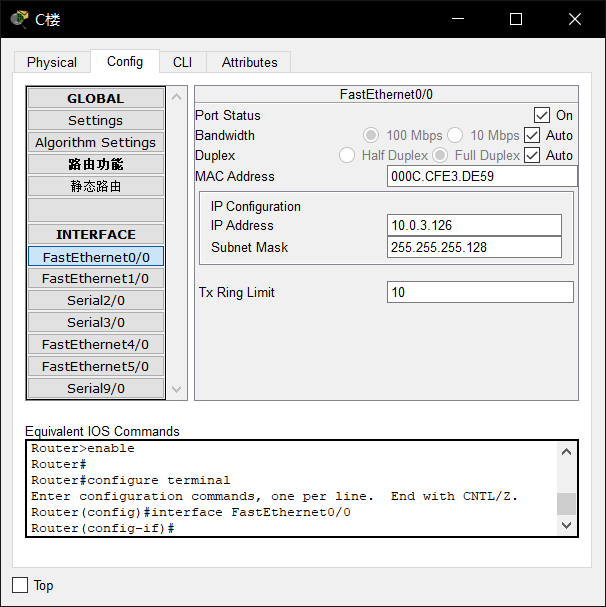 C楼
Physical Config CLI Attributes
GLOBAL
Settings
Algorithm Settings
路由功能
静态路由
INTERFACE
FastEthernet0/0
FastEthernet1/0
Serial2/0
Serial3/0
FastEthernet4/0
FastEthernet5/0
Serial9/0
FastEthernet0/0
Port Status On
Bandwidth 100 Mbps 10 Mbps Auto
Duplex Half Duplex Full Duplex Auto
MAC Address 000C.CFE3.DE59
IP Configuration
IP Address 10.0.3.126
Subnet Mask 255.255.255.128
Tx Ring Limit 10
Equivalent IOS Commands
Router>enable
Router#
Router#configure terminal
Enter configuration commands, one per line. End with CNTL/Z.
Router(config)#interface FastEthernet0/0
Router(config-if)#
Top